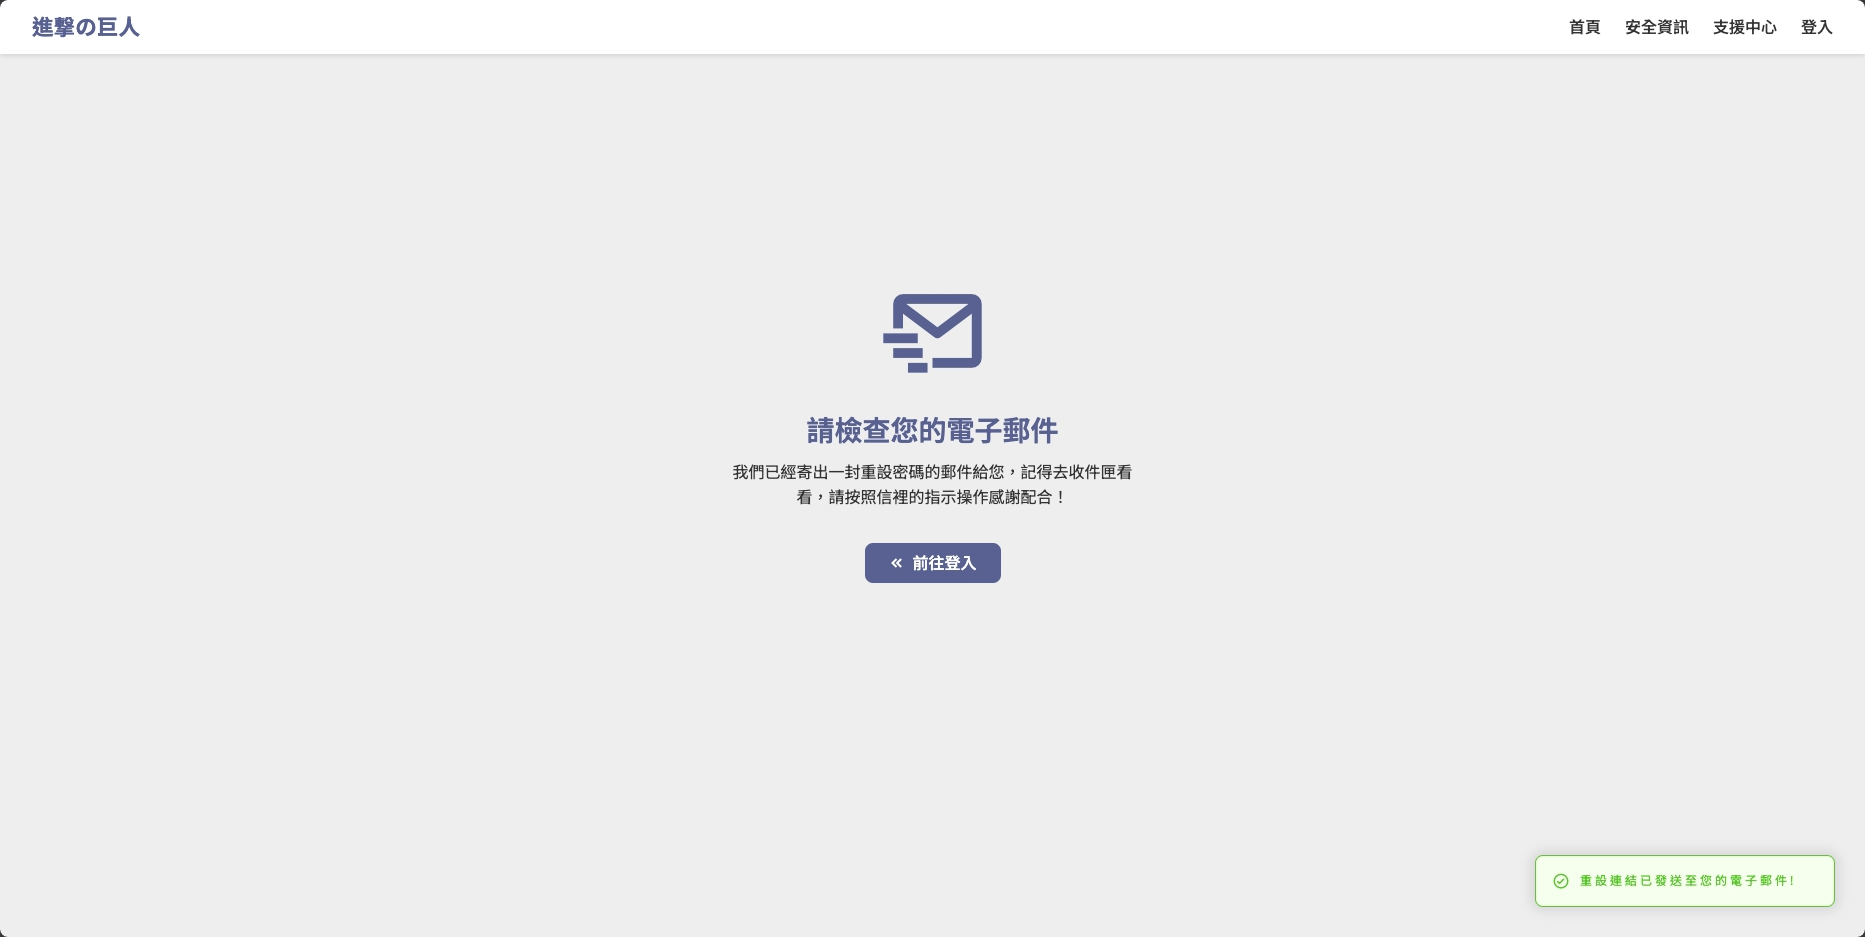 進撃の巨人
首頁 安全資訊 支援中心 登入
請檢查您的電子郵件
我們已經寄出一封重設密碼的郵件給您，記得去收件匣看
看，請按照信裡的指示操作感謝配合！
« 前往登入
重設連結已發送至您的電子郵件!